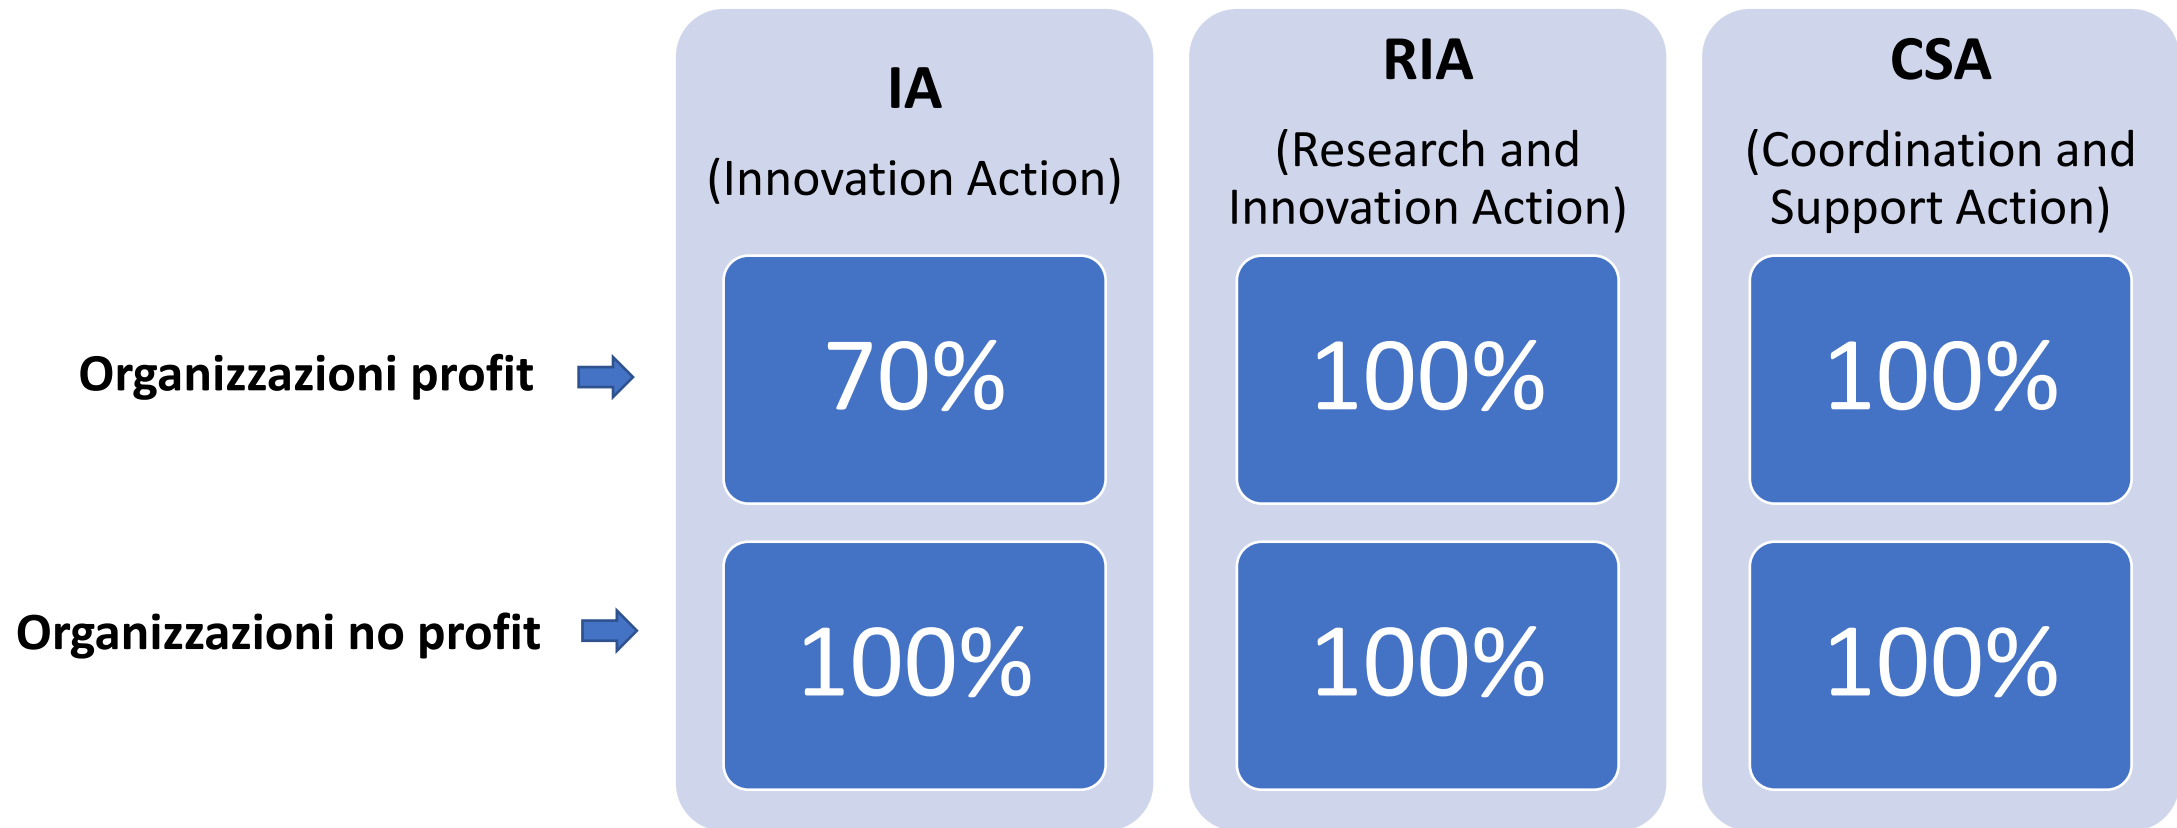 IA
(Innovation Action)
RIA
(Research and
Innovation Action)
CSA
(Coordination and
Support Action)
Organizzazioni profit
70%
100%
100%
Organizzazioni no profit
100%
100%
100%